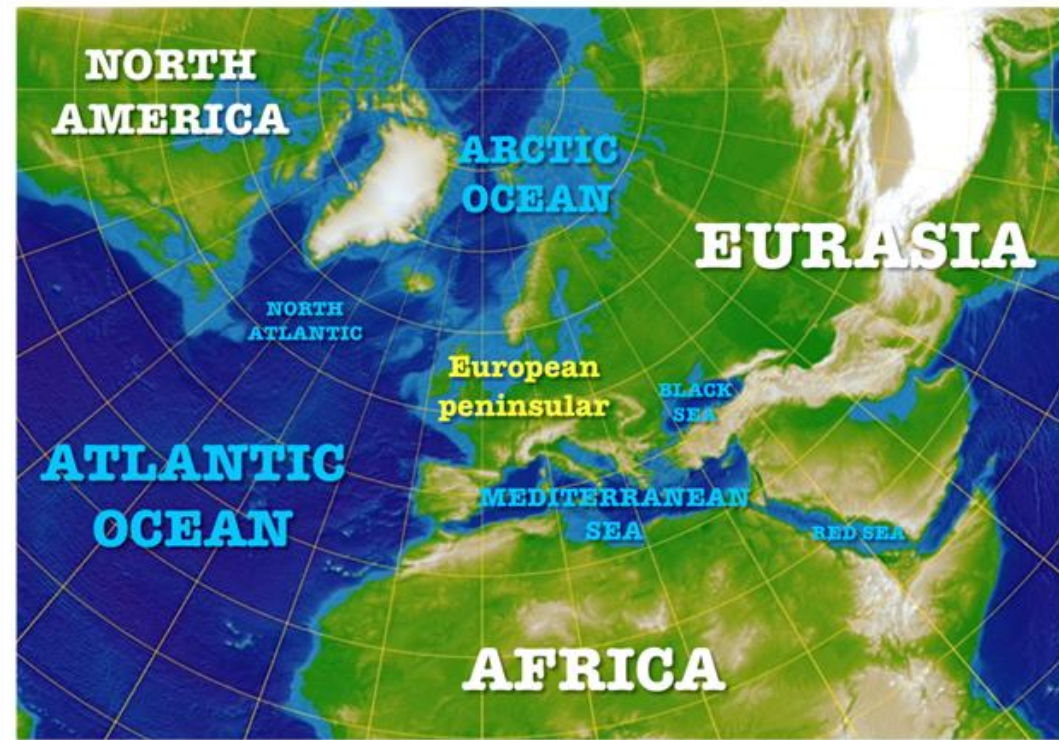 NORTH
AMERICA
ARCTIC
OCEAN
EURASIA
NORTH
ATLANTIC
European
peninsular
BLACK
SEA
ATLANTIC
OCEAN
MEDITERRANEAN
SEA
RED SEA
AFRICA